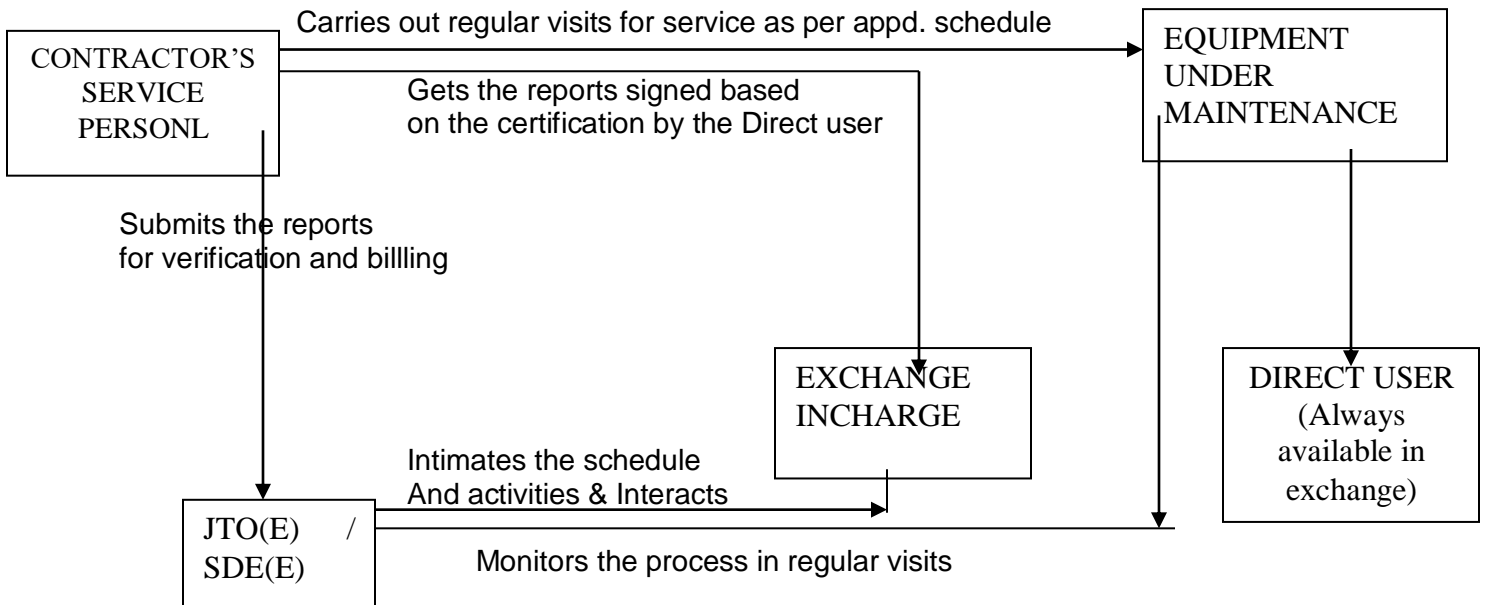 Carries out regular visits for service as per appd. schedule
CONTRACTOR'S
SERVICE
PERSONL
EQUIPMENT
UNDER
MAINTENANCE
Gets the reports signed based
on the certification by the Direct user
Submits the reports
for verification and billling
EXCHANGE
INCHARGE
DIRECT USER
(Always
available in
exchange)
Intimates the schedule
And activities & Interacts
JTO(E) /
SDE(E)
Monitors the process in regular visits